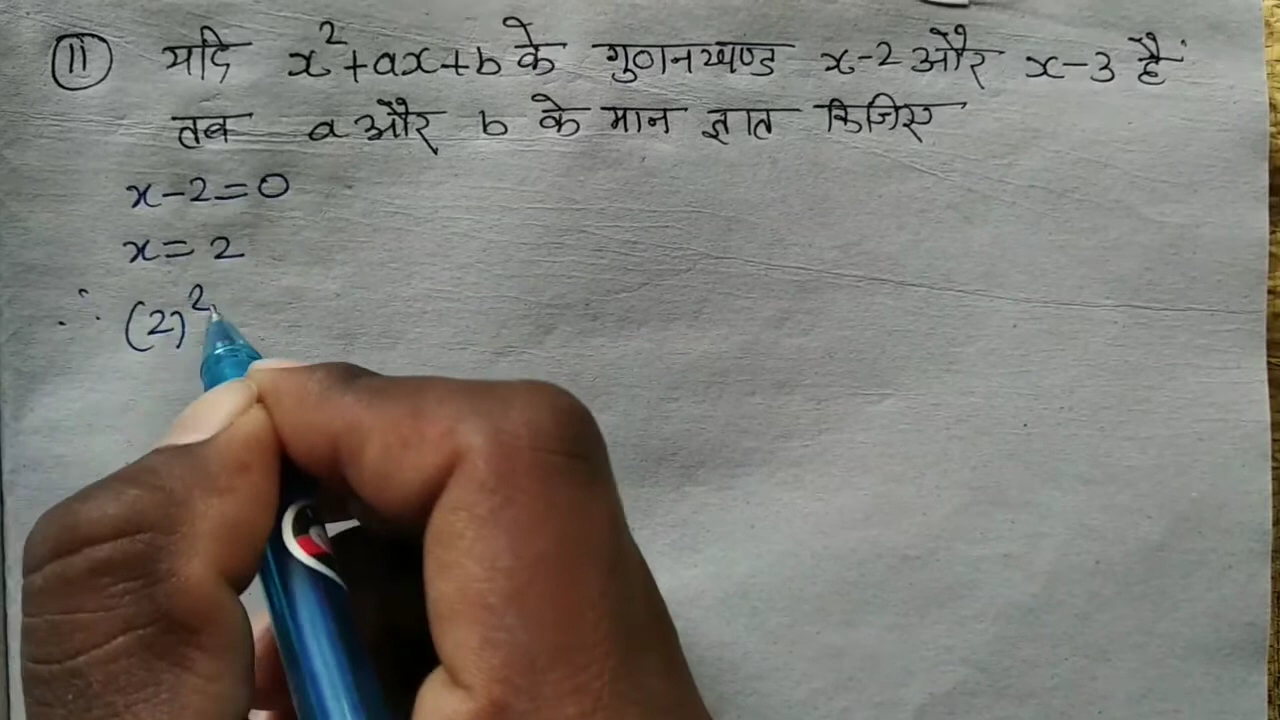 (11) यदि x²+ax+b के गुणनखण्ड x-2 और x-3 है
तब a और b के मान ज्ञात किजिए
x-2=0
x=2
∴ (2)²